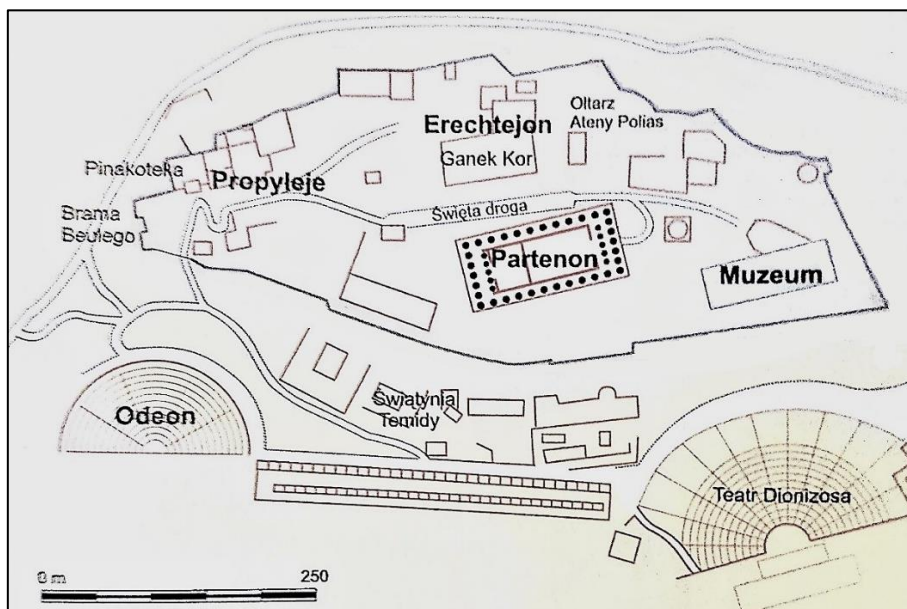 Erechtejon
Ganek Kor
Ołtarz
Ateny Polias
Pinakoteka
Propyleje
Brama
Beulego
Święta droga
Partenon
Muzeum
Odeon
Świątynia
Temidy
Teatr Dionizosa
0 m
250